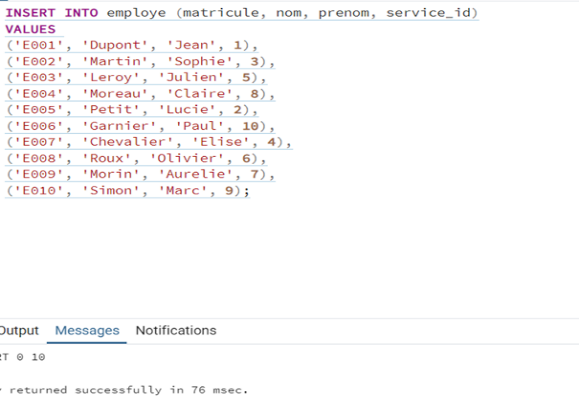 INSERT INTO employe (matricule, nom, prenom, service_id)
VALUES
('E001', 'Dupont', 'Jean', 1),
('E002', 'Martin', 'Sophie', 3),
('E003', 'Leroy', 'Julien', 5),
('E004', 'Moreau', 'Claire', 8),
('E005', 'Petit', 'Lucie', 2),
('E006', 'Garnier', 'Paul', 10),
('E007', 'Chevalier', 'Elise', 4),
('E008', 'Roux', 'Olivier', 6),
('E009', 'Morin', 'Aurelie', 7),
('E010', 'Simon', 'Marc', 9);
Output Messages Notifications
RT 0 10
returned successfully in 76 msec.